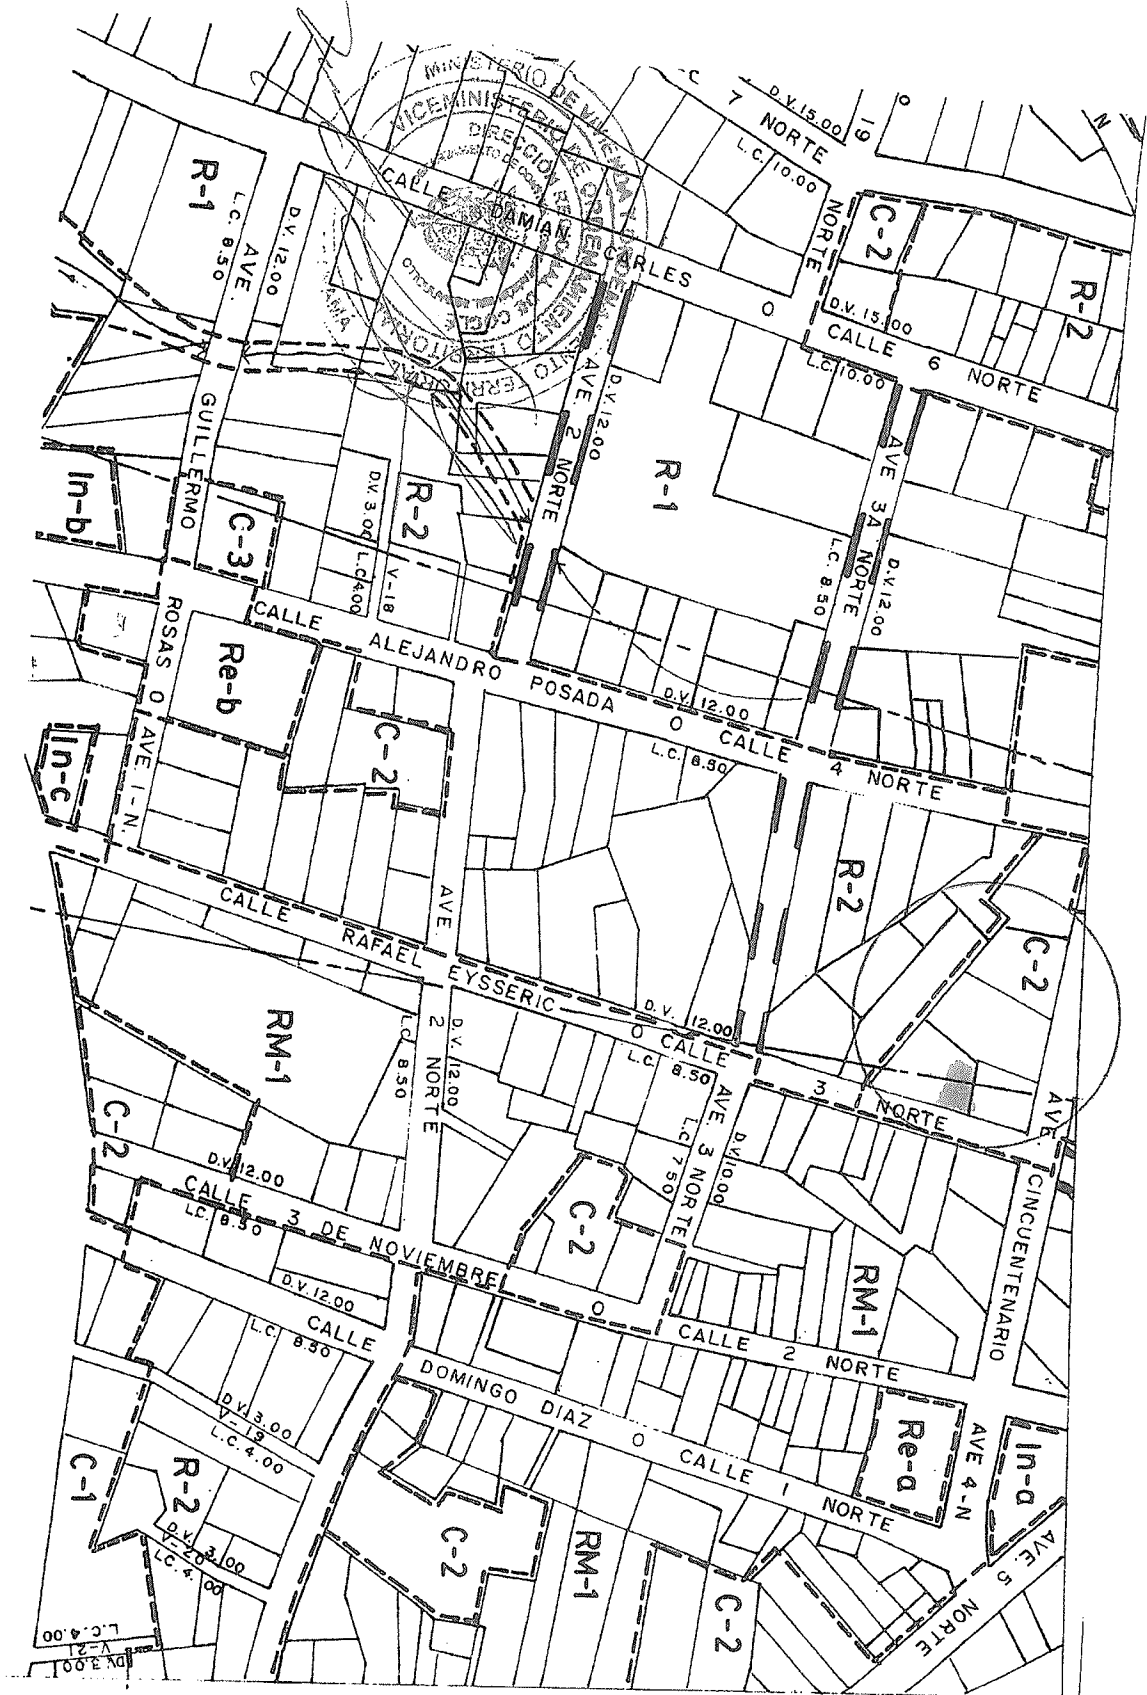 MINISTERIO DE VIVIENDA Y
VICEMINISTERIO DE ORDENAMIENTO TERRITORIAL
DIRECCION
COCLE
C 7 NORTE
D.V. 15.00
L.C. 10.00
19
0
N
R-1
L.C. 8.50
AVE.
D.V. 12.00
CALLE DAMIAN CARLES O
NORTE
C-2
R-2
D.V. 15.00
CALLE 6 NORTE
L.C. 10.00
GUILLERMO
AVE 2 NORTE
D.V. 12.00
R-1
AVE 3A NORTE
L.C. 8.50
D.V. 12.00
In-b
C-3
R-2
D.V. 3.00
L.C. 4.00
V-18
ROSAS O AVE. 1-N.
CALLE ALEJANDRO POSADA O CALLE 4 NORTE
D.V. 12.00
L.C. 8.50
Re-b
C-2
In-c
R-2
C-2
AVE 2 NORTE
CALLE RAFAEL EYSSERIC O CALLE 3 NORTE
D.V. 12.00
L.C. 8.50
RM-1
L.C. 8.50
D.V. 12.00
AVE. 3 NORTE
L.C. 7.50
D.V. 10.00
AVE. CINCUENTENARIO
C-2
D.V. 12.00
CALLE 3 DE NOVIEMBRE O CALLE 2 NORTE
L.C. 8.50
C-2
RM-1
D.V. 12.00
CALLE DOMINGO DIAZ O CALLE 1 NORTE
L.C. 8.50
Re-a
AVE 4-N
In-a
AVE. 5 NORTE
D.V. 3.00
V-19
L.C. 4.00
C-1
R-2
C-2
RM-1
C-2
D.V. 3.00
V-20
L.C. 4.00
L.C. 4.00
V-21
D.V. 3.00